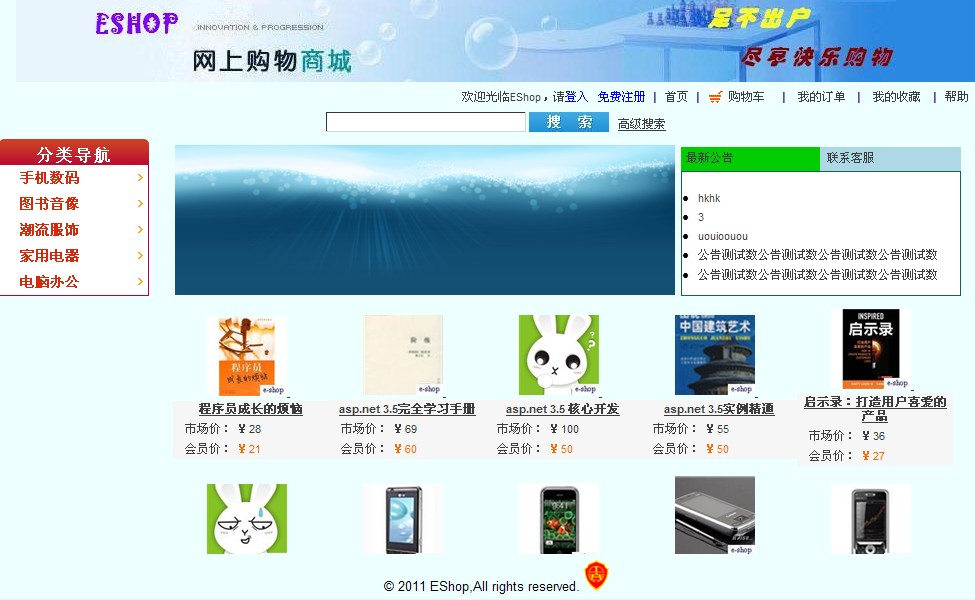 ESHOP
INNOVATION & PROGRESSION
网上购物商城
足不出户
尽享快乐购物
欢迎光临EShop，请登入 免费注册 | 首页 | 购物车 | 我的订单 | 我的收藏 | 帮助
搜 索 高级搜索
分类导航
手机数码 >
图书音像 >
潮流服饰 >
家用电器 >
电脑办公 >
最新公告 联系客服
hkhk
3
uouioouou
公告测试数公告测试数公告测试数公告测试数
公告测试数公告测试数公告测试数公告测试数
程序员
成长的烦恼
e-shop
e-shop
e-shop
中国建筑艺术
e-shop
INSPIRED
启示录
e-shop
程序员成长的烦恼
市场价：¥ 28
会员价：¥ 21
asp.net 3.5完全学习手册
市场价：¥ 69
会员价：¥ 60
asp.net 3.5 核心开发
市场价：¥ 100
会员价：¥ 50
asp.net 3.5实例精通
市场价：¥ 55
会员价：¥ 50
启示录：打造用户喜爱的
产品
市场价：¥ 36
会员价：¥ 27
9:41
e-shop
© 2011 EShop,All rights reserved.